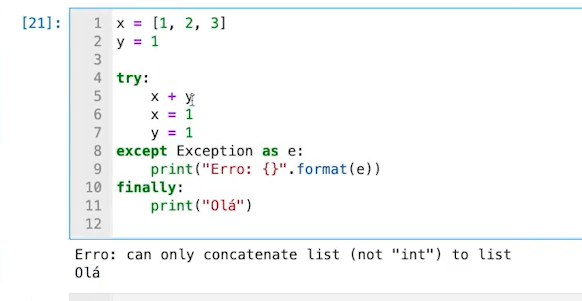 [21]:
1 x = [1, 2, 3]
2 y = 1
3
4 try:
5     x + y
6     x = 1
7     y = 1
8 except Exception as e:
9     print("Erro: {}".format(e))
10 finally:
11     print("Olá")
12
Erro: can only concatenate list (not "int") to list
Olá